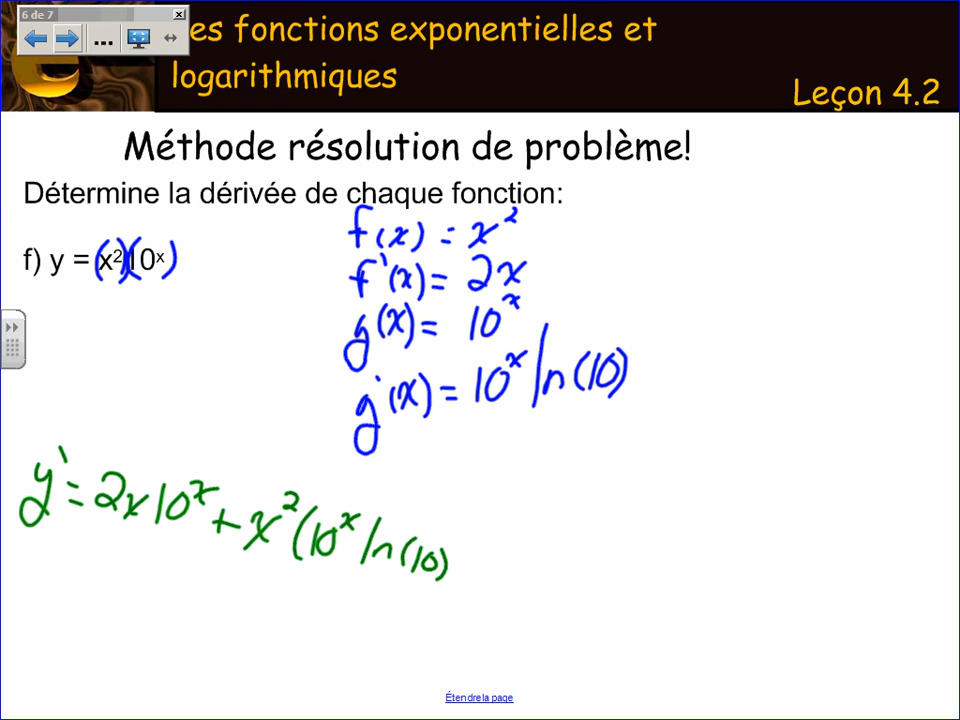 6 de 7
es fonctions exponentielles et
logarithmiques
Leçon 4.2
Méthode résolution de problème!
Détermine la dérivée de chaque fonction:
f) y = (x²)(10ˣ)
f(x) = x²
f'(x) = 2x
g(x) = 10ˣ
g'(x) = 10ˣ ln(10)
y' = 2x10ˣ + x²(10ˣ ln(10)
Étendre la page